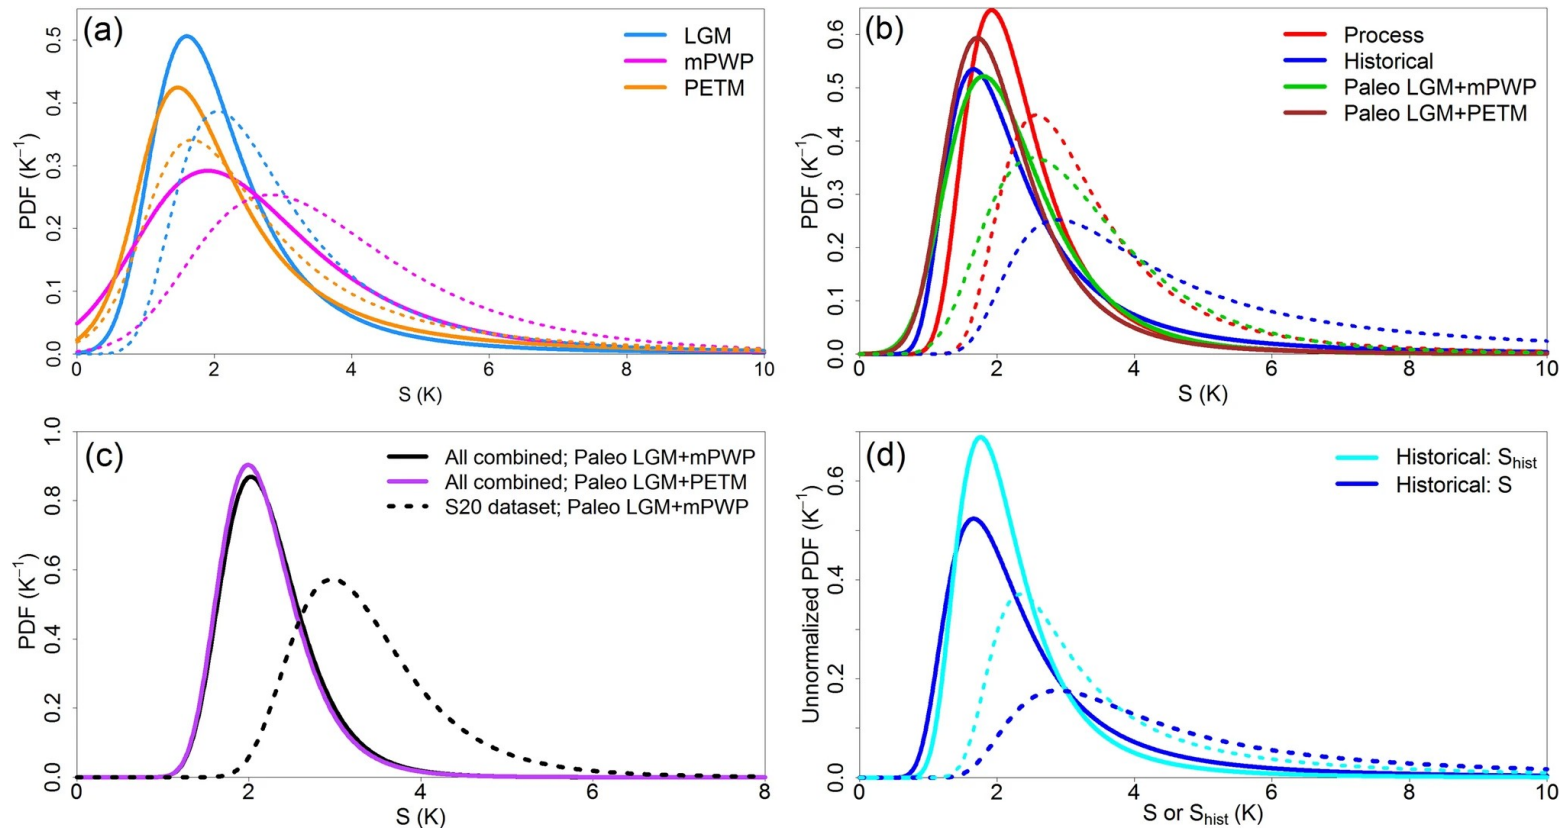 (a)
LGM
mPWP
PETM
PDF (K⁻¹)
0.0 0.1 0.2 0.3 0.4 0.5
0 2 4 6 8 10
S (K)
(b)
Process
Historical
Paleo LGM+mPWP
Paleo LGM+PETM
PDF (K⁻¹)
0.0 0.1 0.2 0.3 0.4 0.5 0.6
0 2 4 6 8 10
S (K)
(c)
All combined; Paleo LGM+mPWP
All combined; Paleo LGM+PETM
S20 dataset; Paleo LGM+mPWP
PDF (K⁻¹)
0.0 0.2 0.4 0.6 0.8 1.0
0 2 4 6 8
S (K)
(d)
Historical: Shist
Historical: S
Unnormalized PDF (K⁻¹)
0.0 0.2 0.4 0.6
0 2 4 6 8 10
S or Shist (K)